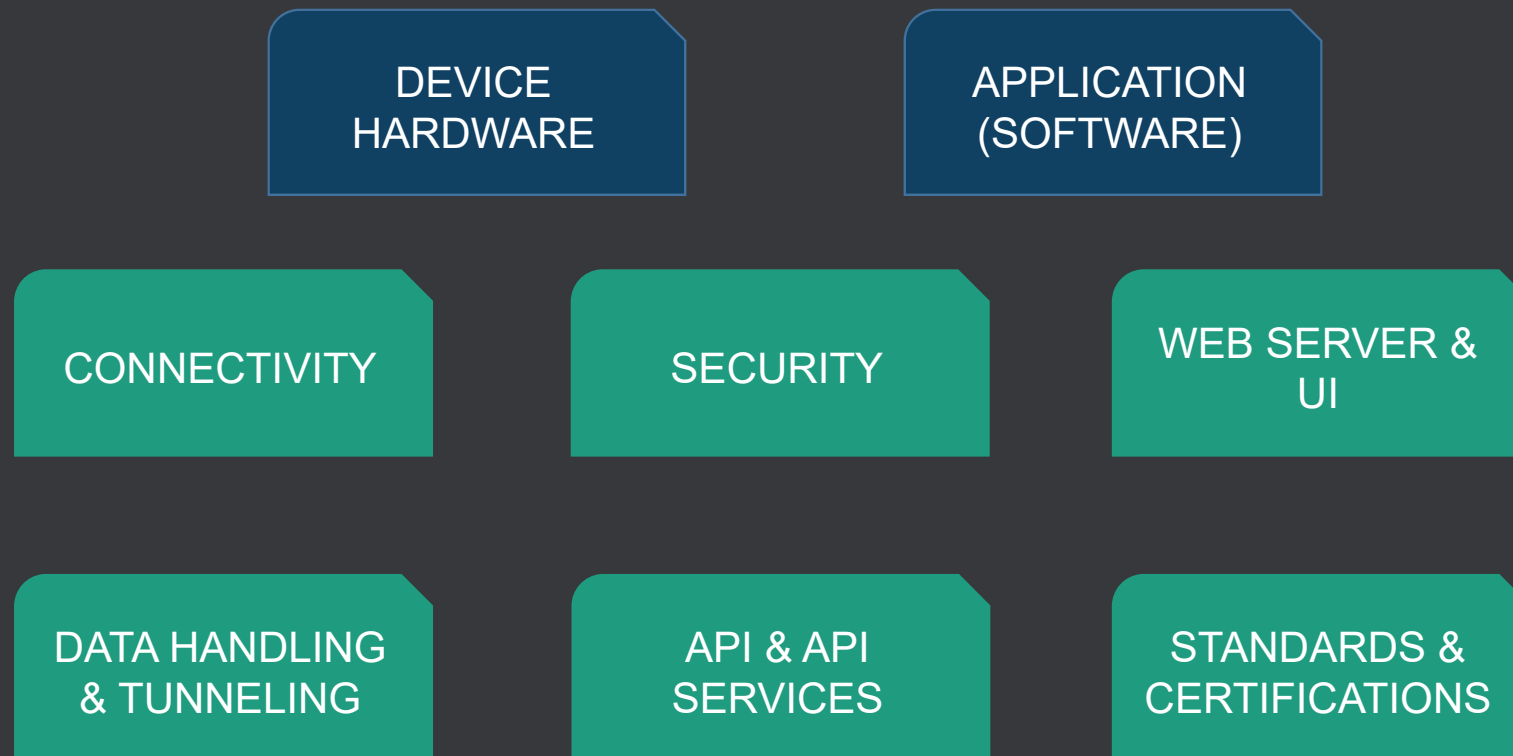 DEVICE
HARDWARE
APPLICATION
(SOFTWARE)
CONNECTIVITY
SECURITY
WEB SERVER &
UI
DATA HANDLING
& TUNNELING
API & API
SERVICES
STANDARDS &
CERTIFICATIONS